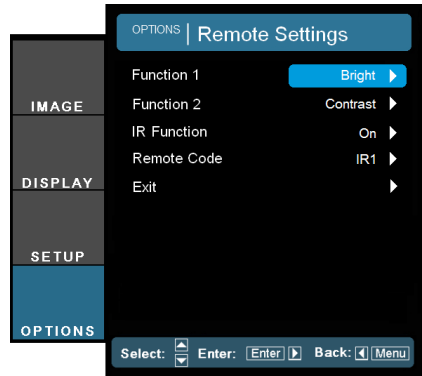 OPTIONS | Remote Settings
Function 1 Bright
Function 2 Contrast
IR Function On
Remote Code IR1
Exit
IMAGE
DISPLAY
SETUP
OPTIONS
Select: Enter: Enter Back: Menu